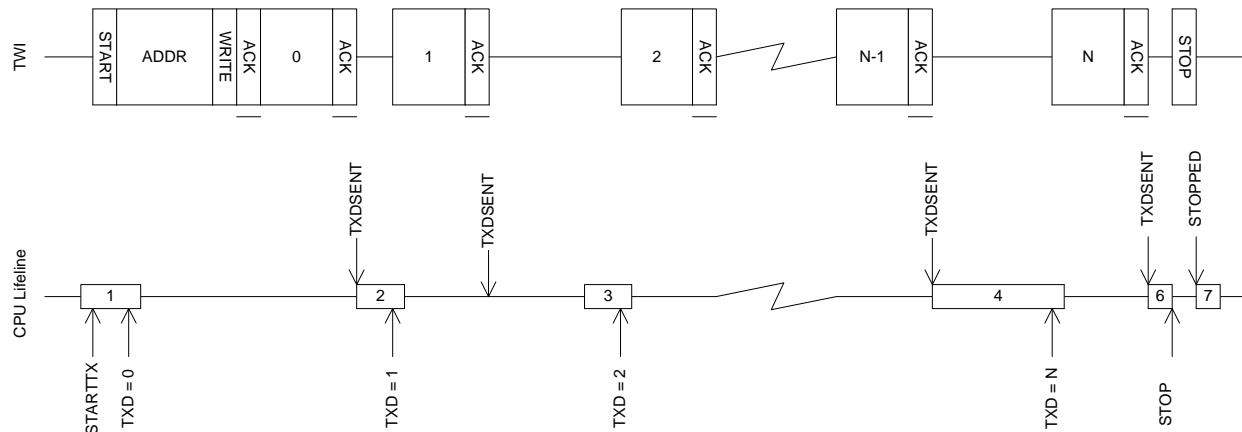 TWI
START
ADDR
WRITE
ACK
0
ACK
1
ACK
2
ACK
N-1
ACK
N
ACK
STOP
CPU Lifeline
TXDSENT
TXDSENT
TXDSENT
TXDSENT
STOPPED
1
2
3
4
6
7
STARTTX
TXD = 0
TXD = 1
TXD = 2
TXD = N
STOP